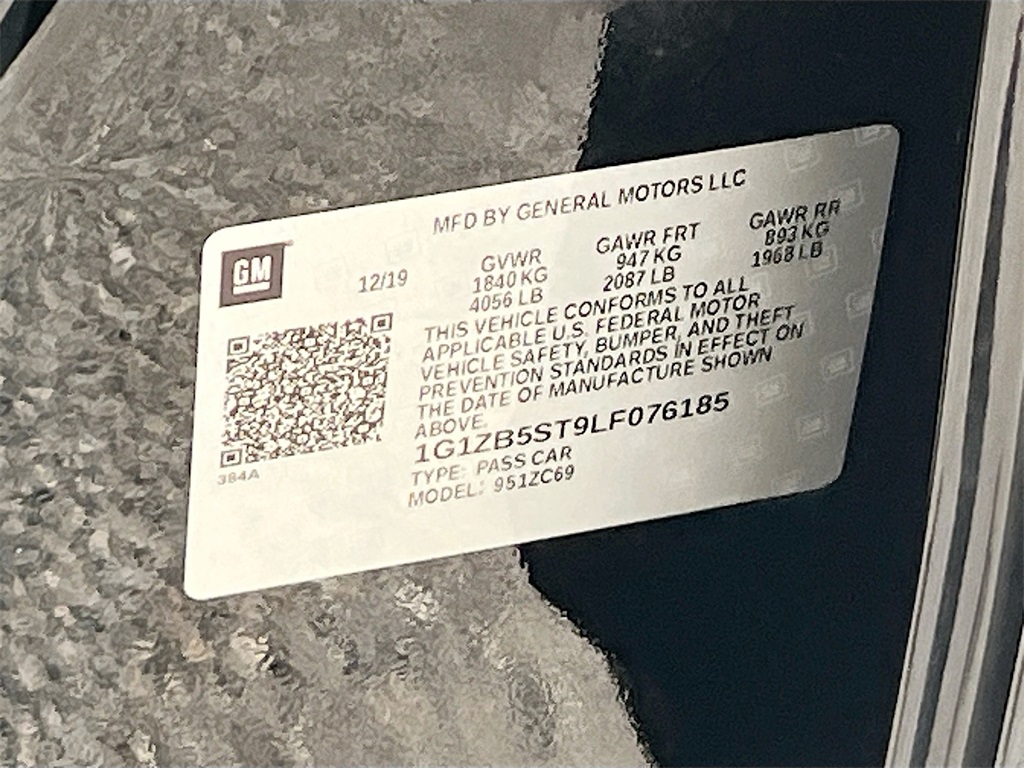 MFD BY GENERAL MOTORS LLC
GM
12/19
GVWR
1840 KG
4056 LB
GAWR FRT
947 KG
2087 LB
GAWR RR
893 KG
1968 LB
THIS VEHICLE CONFORMS TO ALL
APPLICABLE U.S. FEDERAL MOTOR
VEHICLE SAFETY, BUMPER, AND THEFT
PREVENTION STANDARDS IN EFFECT ON
THE DATE OF MANUFACTURE SHOWN
ABOVE.
1G1ZB5ST9LF076185
TYPE: PASS CAR
MODEL: 951ZC69
384A